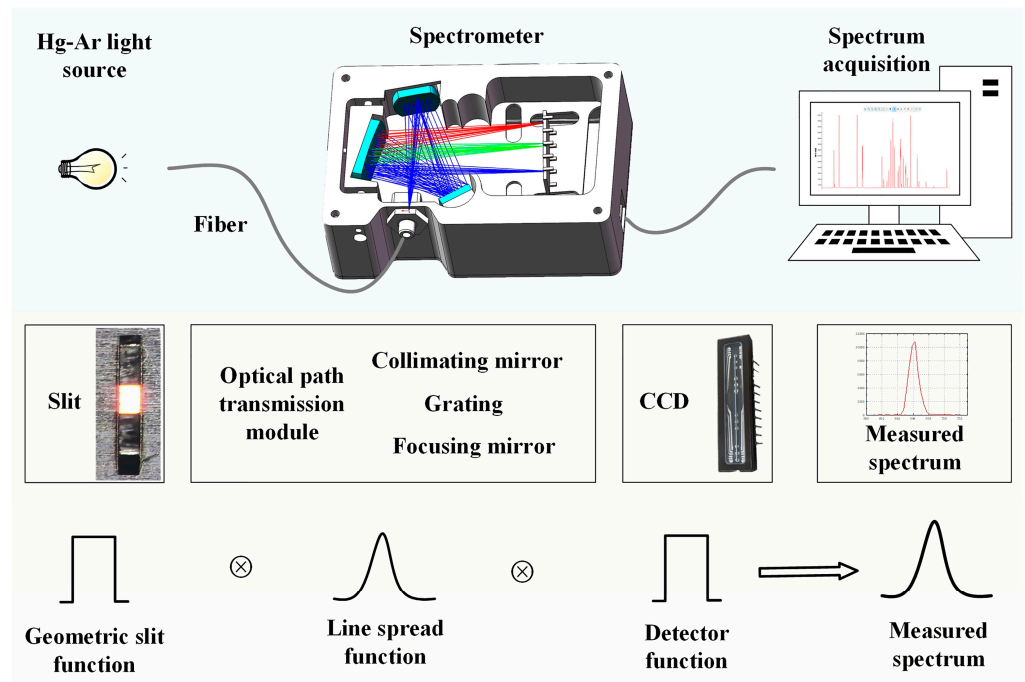 Hg-Ar light
source
Spectrometer
Spectrum
acquisition
Fiber
Slit
Optical path
transmission
module
Collimating mirror
Grating
Focusing mirror
CCD
Measured
spectrum
⊗
⊗
Geometric slit
function
Line spread
function
Detector
function
Measured
spectrum